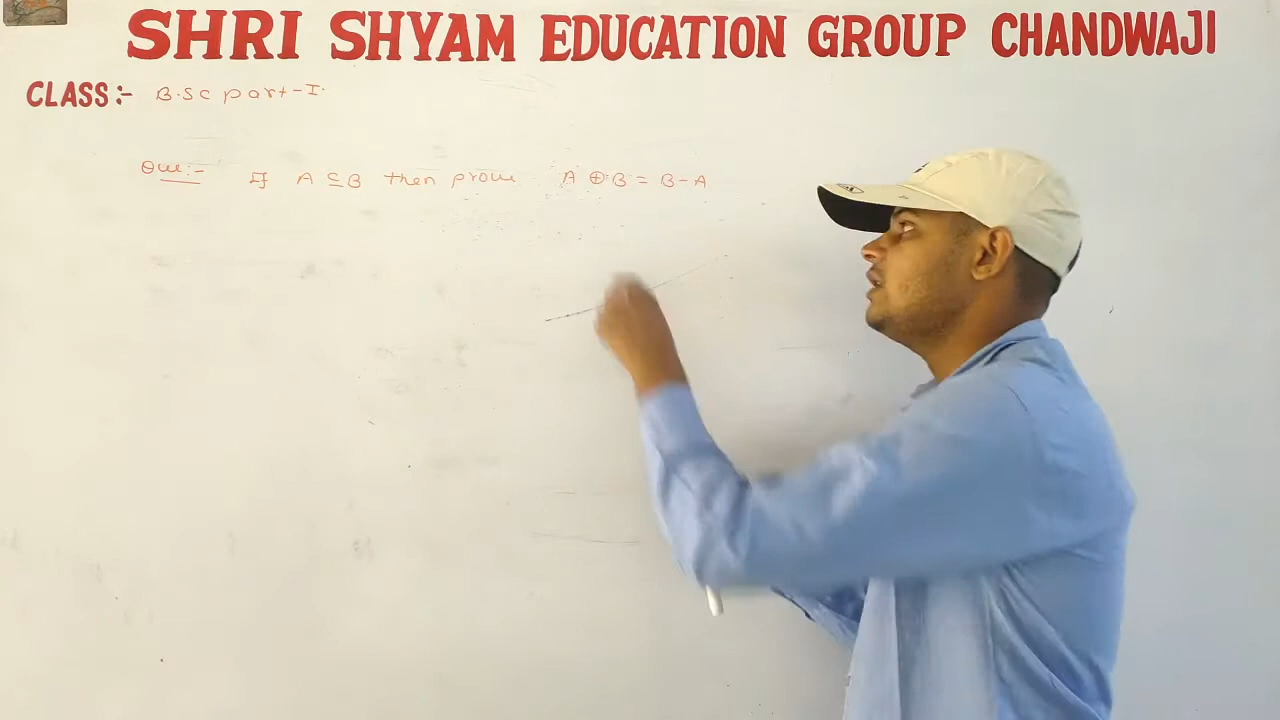 SHRI SHYAM EDUCATION GROUP CHANDWAJI
CLASS:- B.Sc part-I.
Que:- If A ⊆ B then prove A ⊕ B = B - A